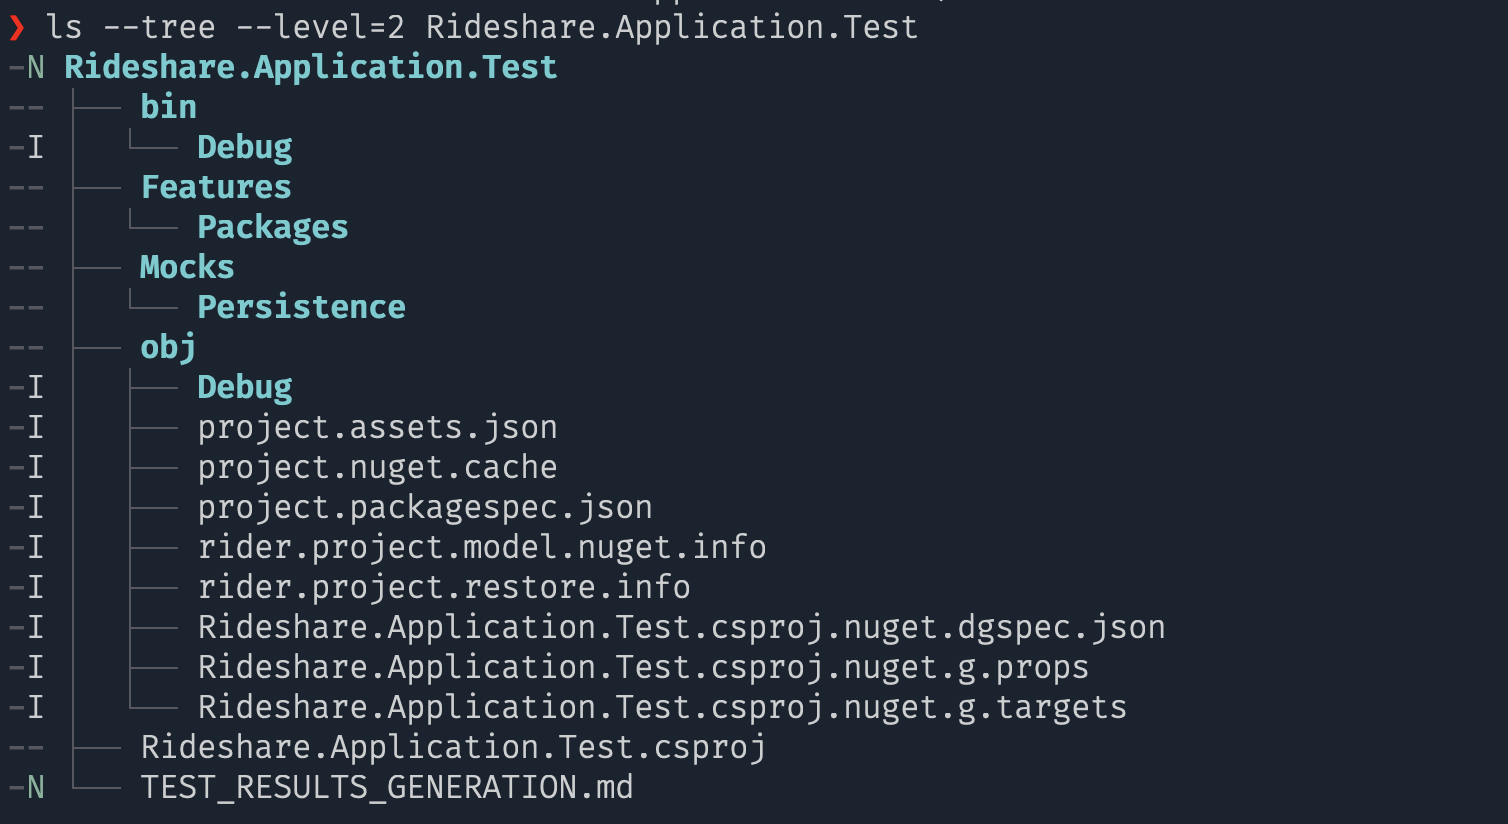 ❯ ls --tree --level=2 Rideshare.Application.Test
-N Rideshare.Application.Test
-- ├── bin
-I │  └── Debug
-- ├── Features
-- │  └── Packages
-- ├── Mocks
-- │  └── Persistence
-- ├── obj
-I │  ├── Debug
-I │  ├── project.assets.json
-I │  ├── project.nuget.cache
-I │  ├── project.packagespec.json
-I │  ├── rider.project.model.nuget.info
-I │  ├── rider.project.restore.info
-I │  ├── Rideshare.Application.Test.csproj.nuget.dgspec.json
-I │  ├── Rideshare.Application.Test.csproj.nuget.g.props
-I │  └── Rideshare.Application.Test.csproj.nuget.g.targets
-- ├── Rideshare.Application.Test.csproj
-N └── TEST_RESULTS_GENERATION.md